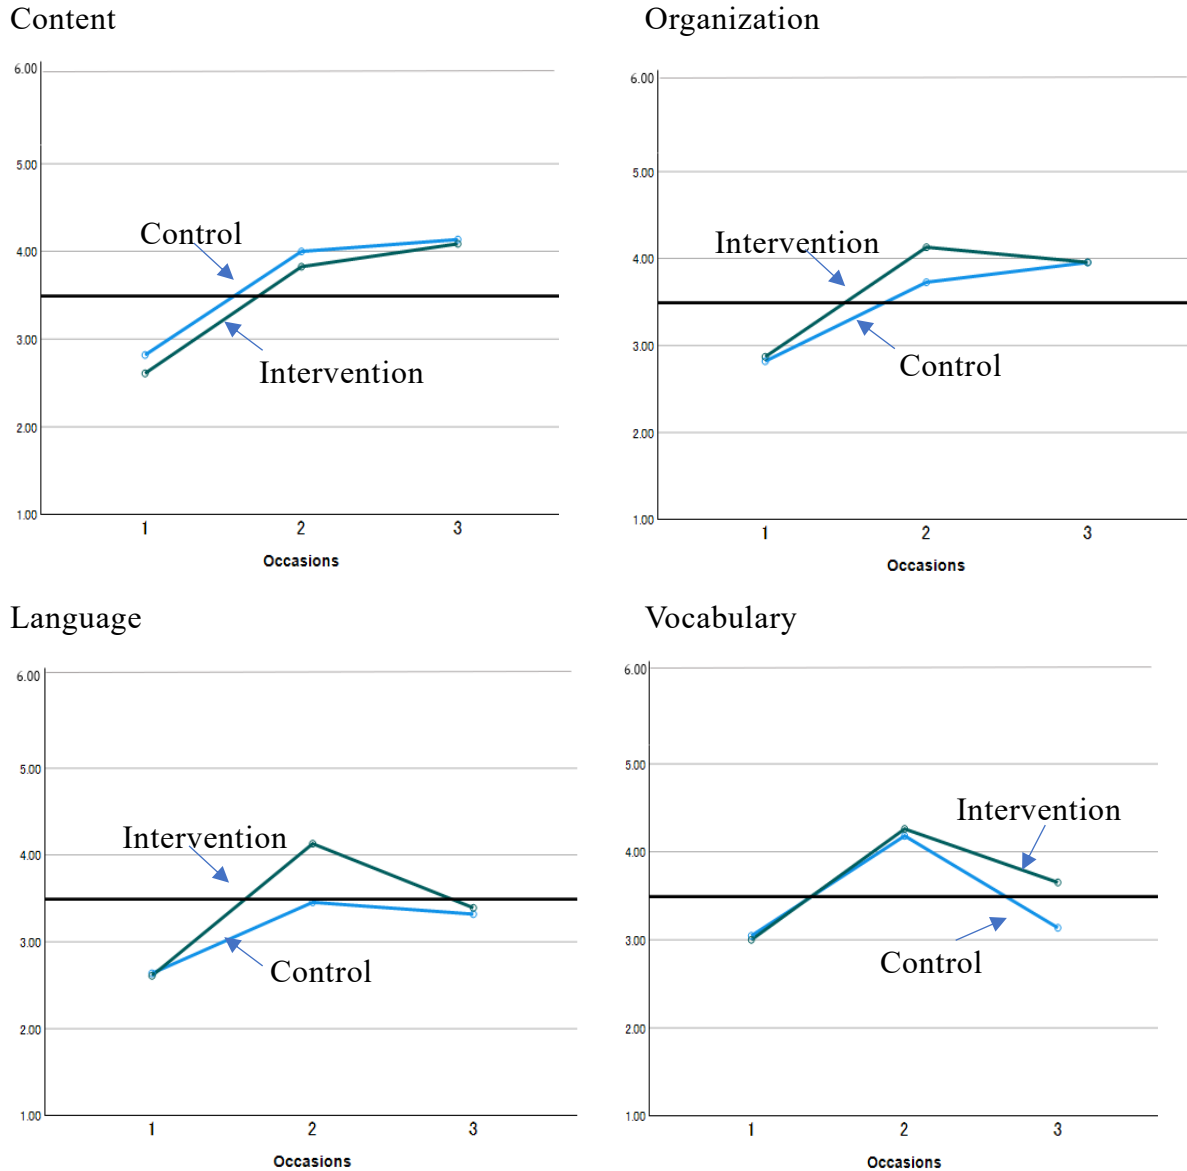 Content
6.00
5.00
Control
4.00
3.00
Intervention
2.00
1.00
1 2 3
Occasions
Organization
6.00
5.00
Intervention
4.00
3.00
Control
2.00
1.00
1 2 3
Occasions
Language
6.00
5.00
Intervention
4.00
3.00
Control
2.00
1.00
1 2 3
Occasions
Vocabulary
6.00
5.00
Intervention
4.00
3.00
Control
2.00
1.00
1 2 3
Occasions